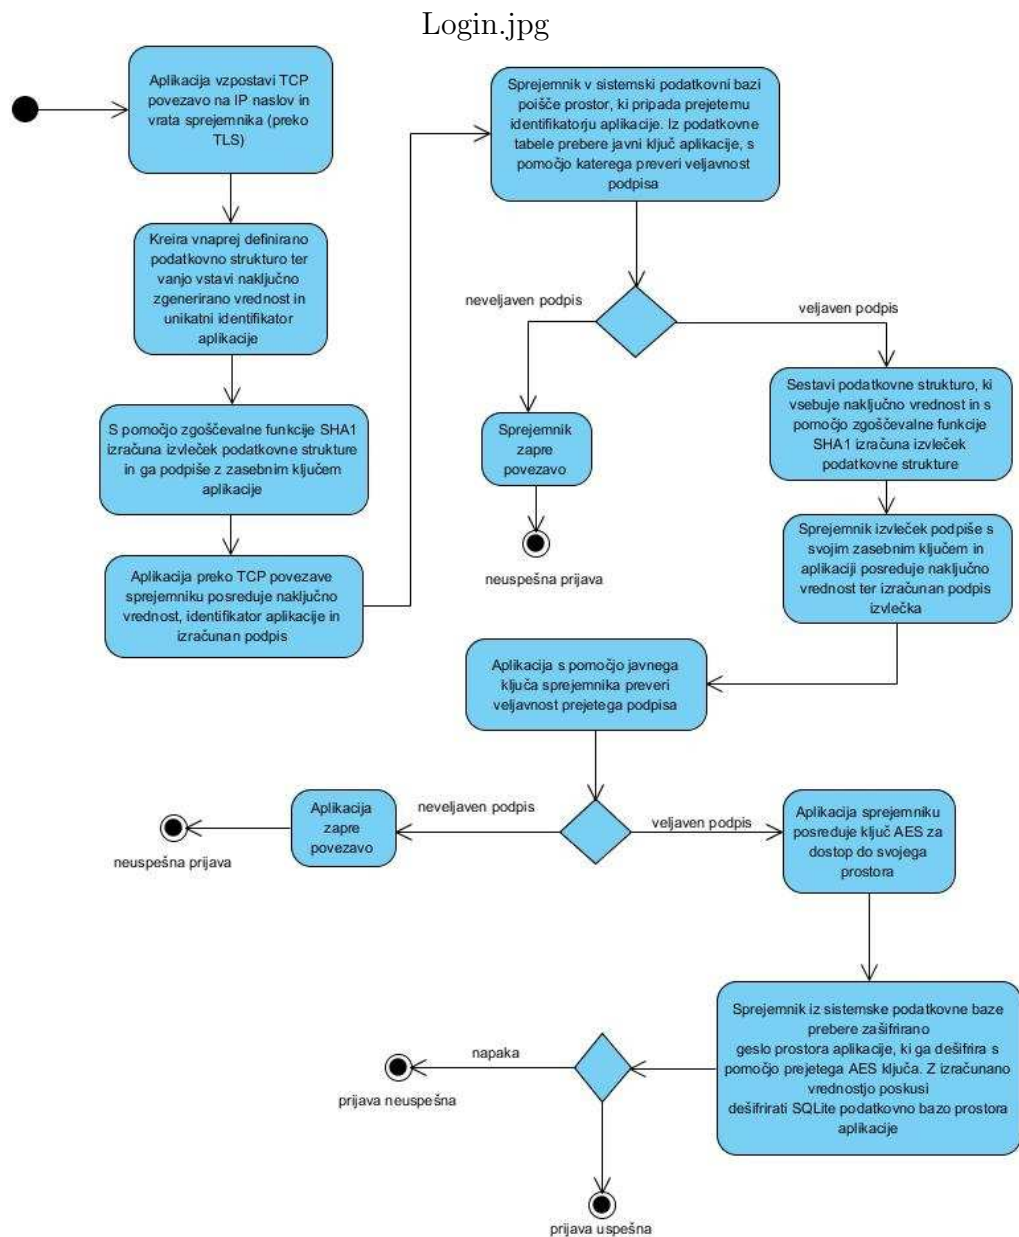 Login.jpg
Aplikacija vzpostavi TCP
povezavo na IP naslov in
vrata sprejemnika (preko
TLS)
Kreira vnaprej definirano
podatkovno strukturo ter
vanjo vstavi naključno
zgenerirano vrednost in
unikatni identifikator
aplikacije
S pomočjo zgoščevalne funkcije SHA1
izračuna izvleček podatkovne strukture
in ga podpiše z zasebnim ključem
aplikacije
Aplikacija preko TCP povezave
sprejemniku posreduje naključno
vrednost, identifikator aplikacije in
izračunan podpis
Sprejemnik v sistemski podatkovni bazi
poišče prostor, ki pripada prejetemu
identifikatorju aplikacije. Iz podatkovne
tabele prebere javni ključ aplikacije, s
pomočjo katerega preveri veljavnost
podpisa
neveljaven podpis
veljaven podpis
Sprejemnik
zapre
povezavo
neuspešna prijava
Sestavi podatkovne strukturo, ki
vsebuje naključno vrednost in s
pomočjo zgoščevalne funkcije
SHA1 izračuna izvleček
podatkovne strukture
Sprejemnik izvleček podpiše s
svojim zasebnim ključem in
aplikaciji posreduje naključno
vrednost ter izračunan podpis
izvlečka
Aplikacija s pomočjo javnega
ključa sprejemnika preveri
veljavnost prejetega podpisa
neveljaven podpis
veljaven podpis
Aplikacija
zapre
povezavo
neuspešna prijava
Aplikacija sprejemniku
posreduje ključ AES za
dostop do svojega
prostora
Sprejemnik iz sistemske podatkovne baze
prebere zašifrirano
geslo prostora aplikacije, ki ga dešifrira s
pomočjo prejetega AES ključa. Z izračunano
vrednostjo poskusi
dešifrirati SQLite podatkovno bazo prostora
aplikacije
napaka
prijava neuspešna
prijava uspešna